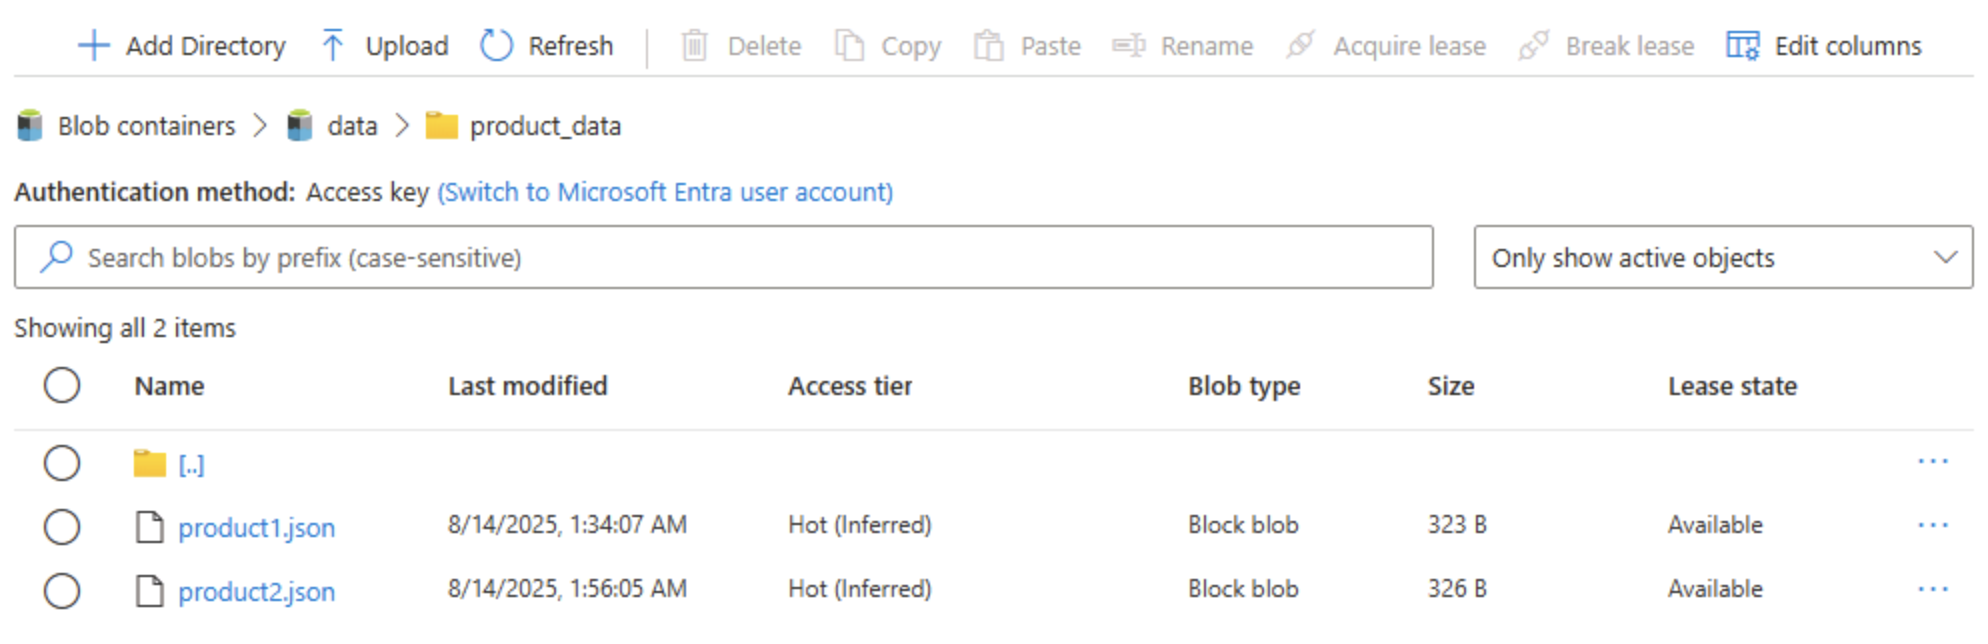 Add Directory Upload Refresh Delete Copy Paste Rename Acquire lease Break lease Edit columns
Blob containers > data > product_data
Authentication method: Access key (Switch to Microsoft Entra user account)
Search blobs by prefix (case-sensitive) Only show active objects
Showing all 2 items
Name Last modified Access tier Blob type Size Lease state
[..] ...
product1.json 8/14/2025, 1:34:07 AM Hot (Inferred) Block blob 323 B Available ...
product2.json 8/14/2025, 1:56:05 AM Hot (Inferred) Block blob 326 B Available ...